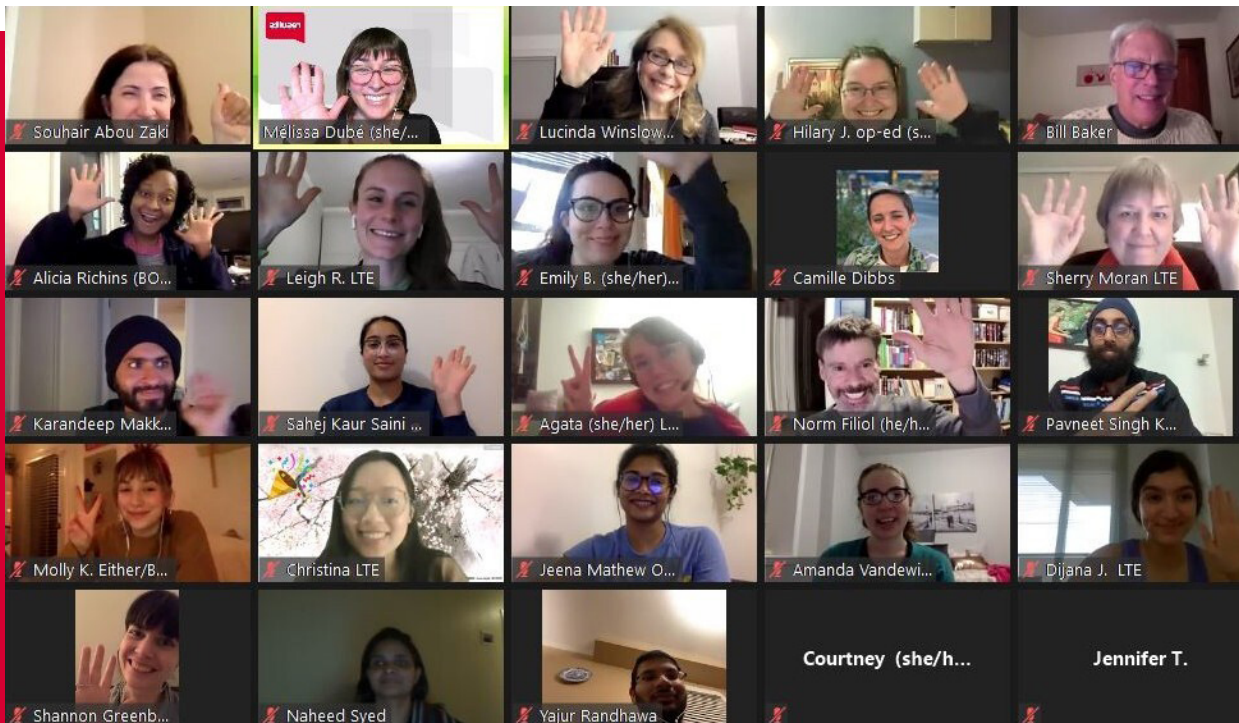 results
Souhair Abou Zaki
Mélissa Dubé (she/...
Lucinda Winslow...
Hilary J. op-ed (s...
Bill Baker
Alicia Richins (BO...
Leigh R. LTE
Emily B. (she/her)...
Camille Dibbs
Sherry Moran LTE
Karandeep Makk...
Sahej Kaur Saini ...
Agata (she/her) L...
Norm Filiol (he/h...
Pavneet Singh K...
Molly K. Either/B...
Christina LTE
Jeena Mathew O...
Amanda Vandewi...
Dijana J. LTE
Shannon Greenb...
Naheed Syed
Yajur Randhawa
Courtney (she/h...
Jennifer T.